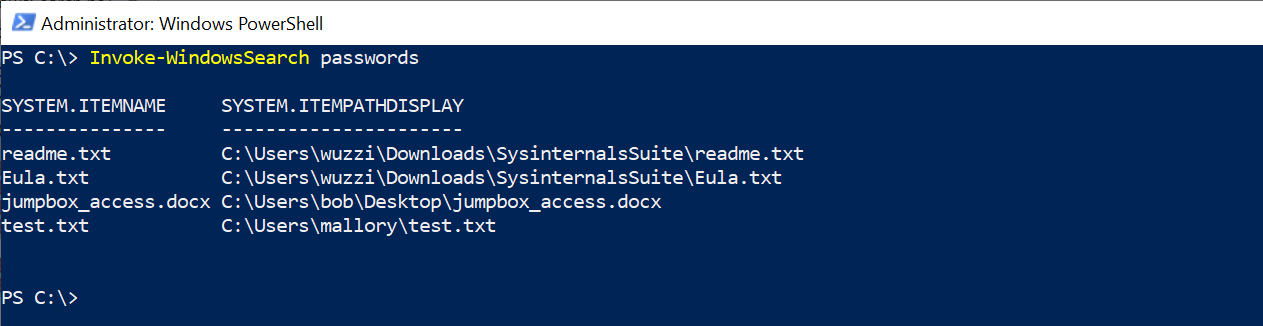 Administrator: Windows PowerShell
PS C:\> Invoke-WindowsSearch passwords
SYSTEM.ITEMNAME SYSTEM.ITEMPATHDISPLAY
--------------- ----------------------
readme.txt C:\Users\wuzzi\Downloads\SysinternalsSuite\readme.txt
Eula.txt C:\Users\wuzzi\Downloads\SysinternalsSuite\Eula.txt
jumpbox_access.docx C:\Users\bob\Desktop\jumpbox_access.docx
test.txt C:\Users\mallory\test.txt
PS C:\>